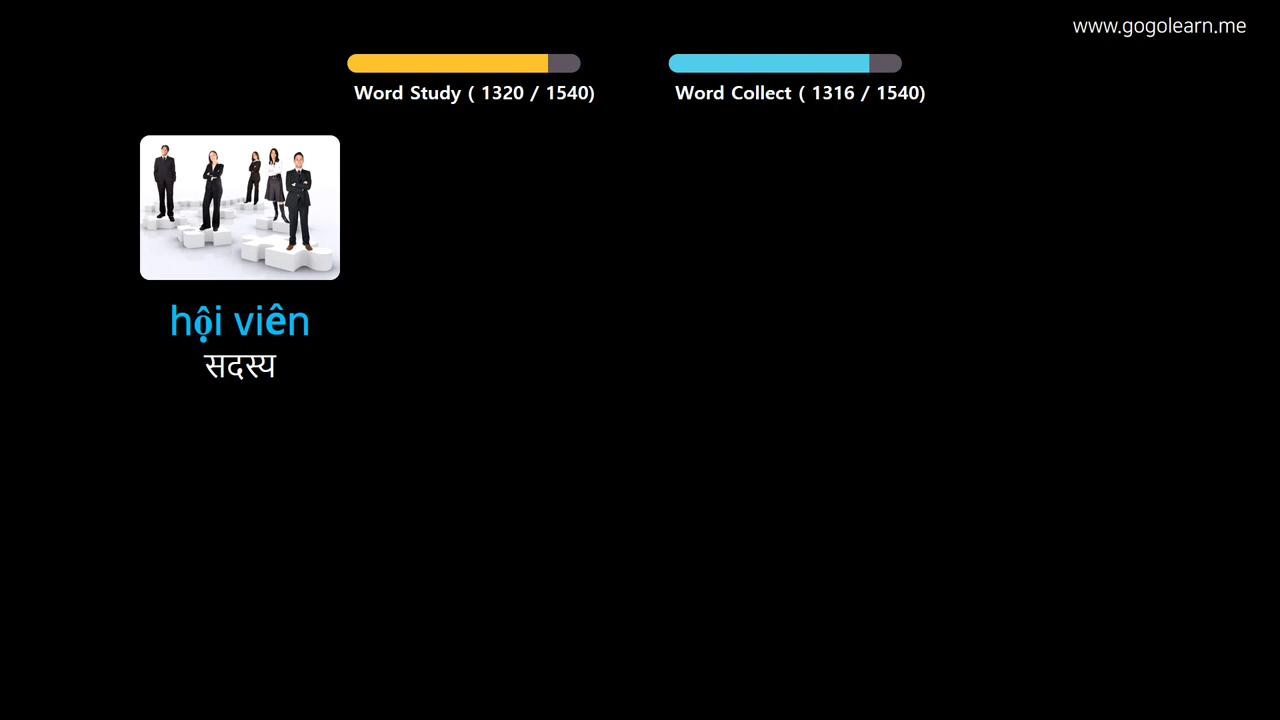 www.gogolearn.me
Word Study ( 1320 / 1540)
Word Collect ( 1316 / 1540)
hội viên
सदस्य